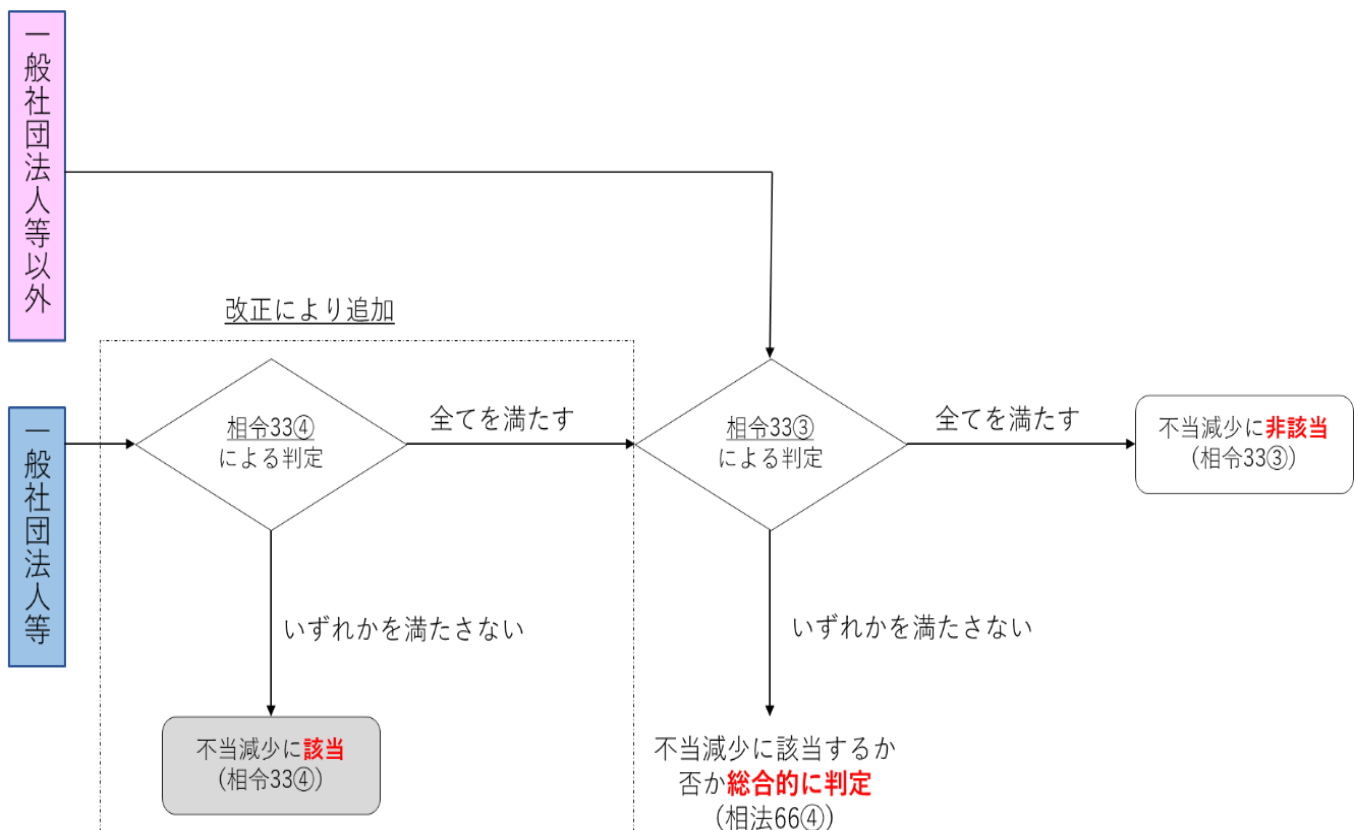 一般社団法人等以外
改正により追加
一般社団法人等
相令33④
による判定
全てを満たす
相令33③
による判定
全てを満たす
不当減少に非該当
(相令33③)
いずれかを満たさない
いずれかを満たさない
不当減少に該当
(相令33④)
不当減少に該当するか
否か総合的に判定
(相法66④)